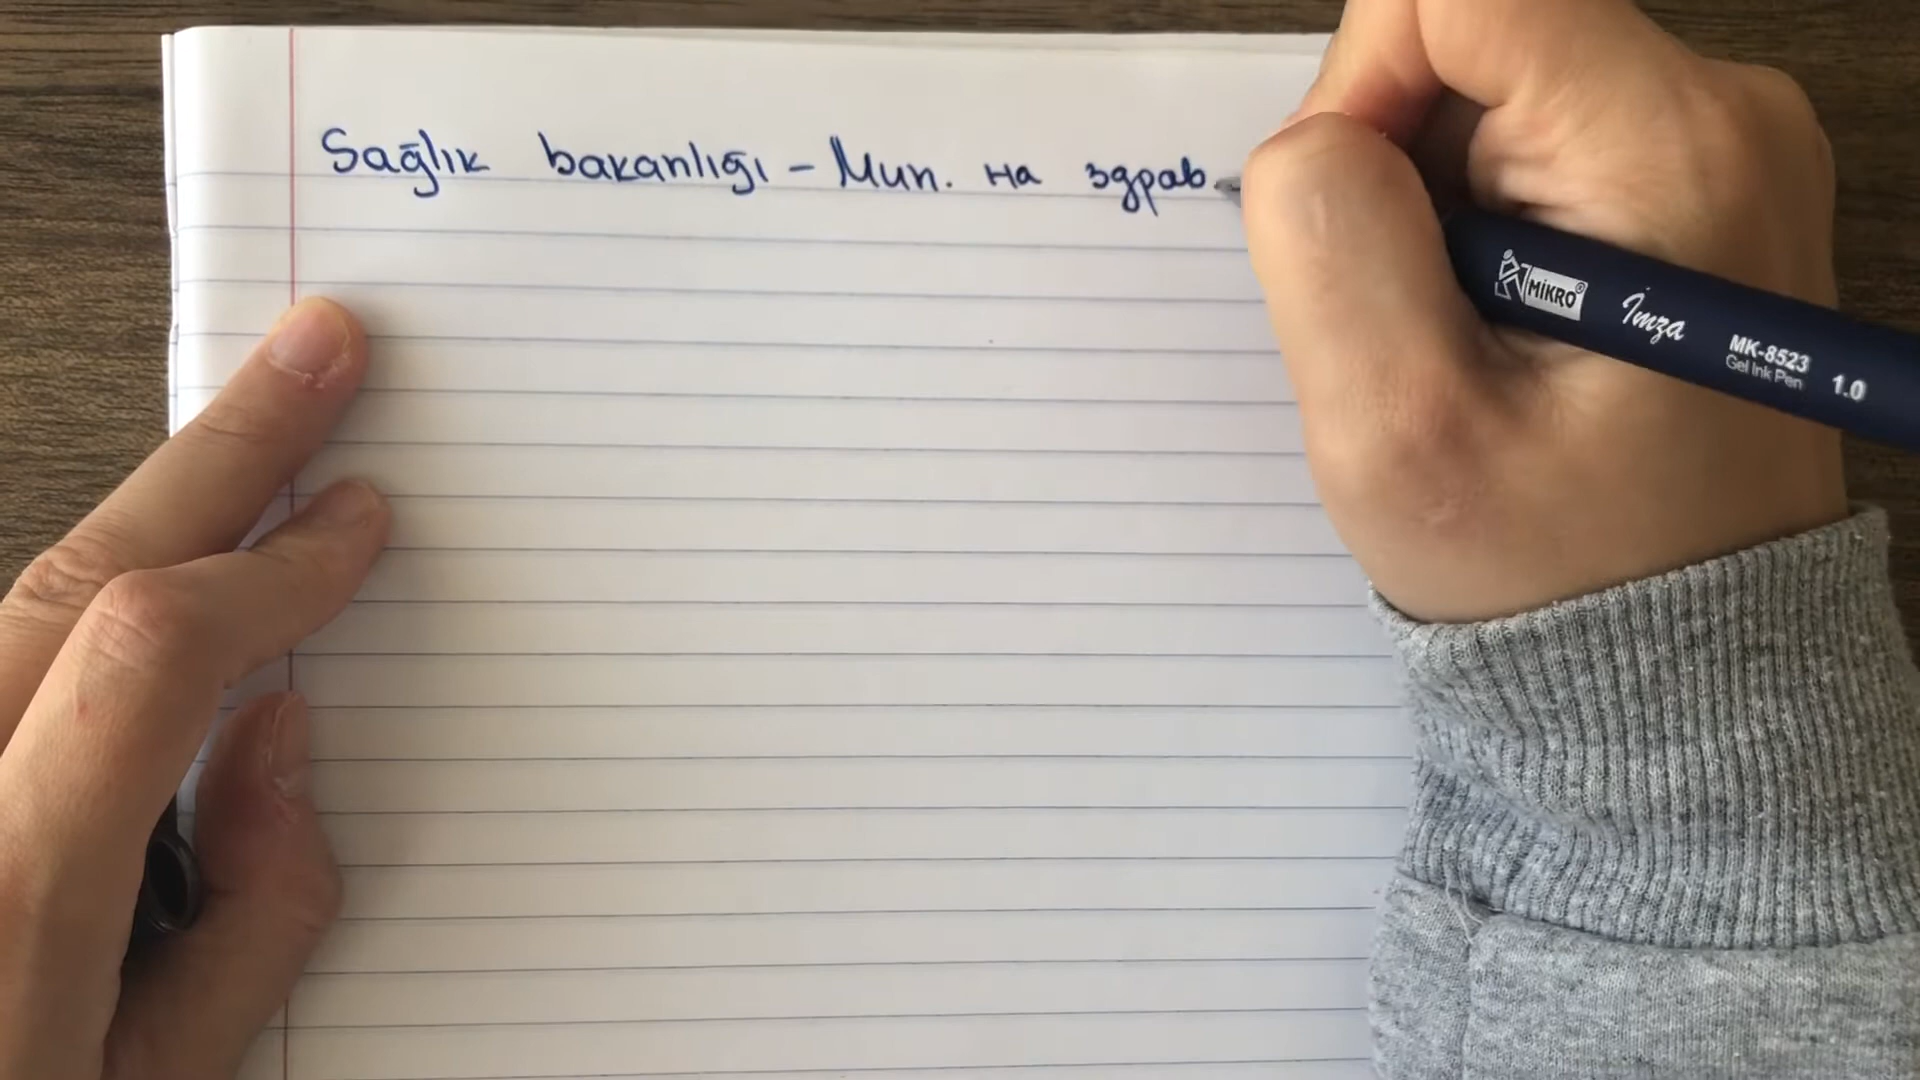 Sağlık bakanlığı – Мин. на здрав
MİKRO® İmza MK-8523 1.0
Gel Ink Pen